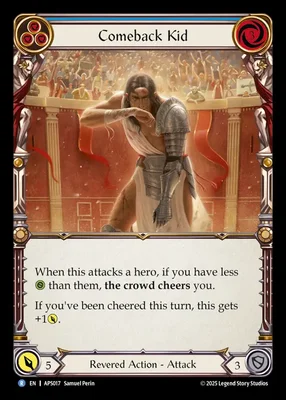 Comeback Kid
When this attacks a hero, if you have less
than them, the crowd cheers you.
If you've been cheered this turn, this gets
+1.
5
Revered Action - Attack
3
R EN | APS017 Samuel Perin
© 2025 Legend Story Studios